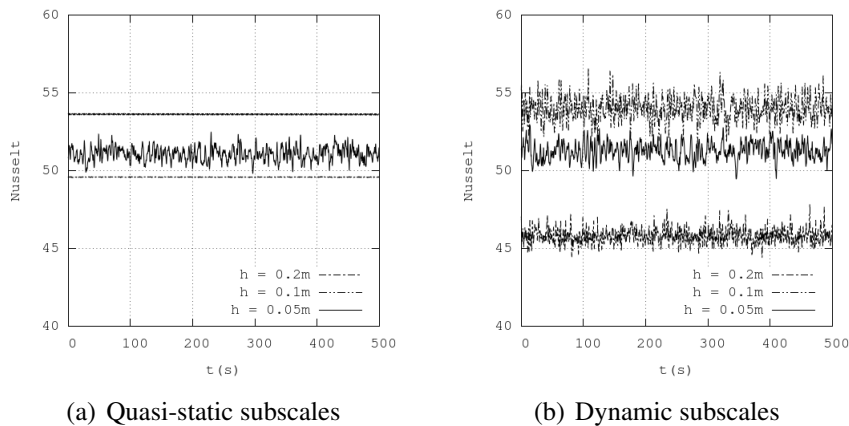 60
55
50
45
40
Nusselt
h = 0.2m
h = 0.1m
h = 0.05m
0 100 200 300 400 500
t(s)
(a) Quasi-static subscales
60
55
50
45
40
Nusselt
h = 0.2m
h = 0.1m
h = 0.05m
0 100 200 300 400 500
t(s)
(b) Dynamic subscales